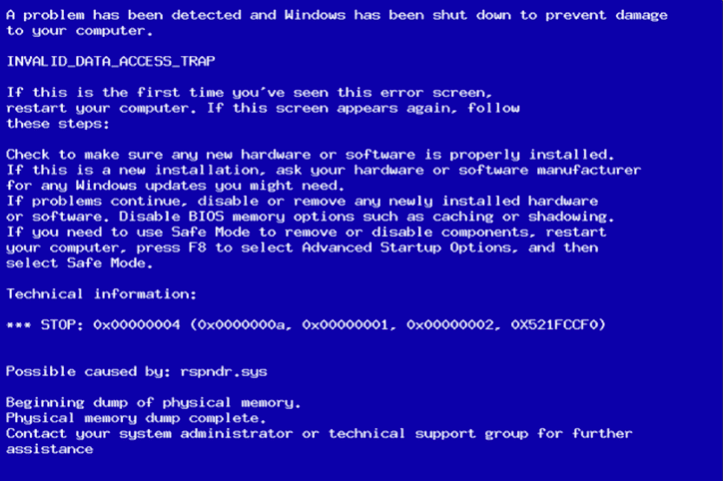 A problem has been detected and Windows has been shut down to prevent damage
to your computer.
INVALID_DATA_ACCESS_TRAP
If this is the first time you've seen this error screen,
restart your computer. If this screen appears again, follow
these steps:
Check to make sure any new hardware or software is properly installed.
If this is a new installation, ask your hardware or software manufacturer
for any Windows updates you might need.
If problems continue, disable or remove any newly installed hardware
or software. Disable BIOS memory options such as caching or shadowing.
If you need to use Safe Mode to remove or disable components, restart
your computer, press F8 to select Advanced Startup Options, and then
select Safe Mode.
Technical information:
*** STOP: 0x00000004 (0x0000000a, 0x00000001, 0x00000002, 0X521FCCF0)
Possible caused by: rspndr.sys
Beginning dump of physical memory.
Physical memory dump complete.
Contact your system administrator or technical support group for further
assistance